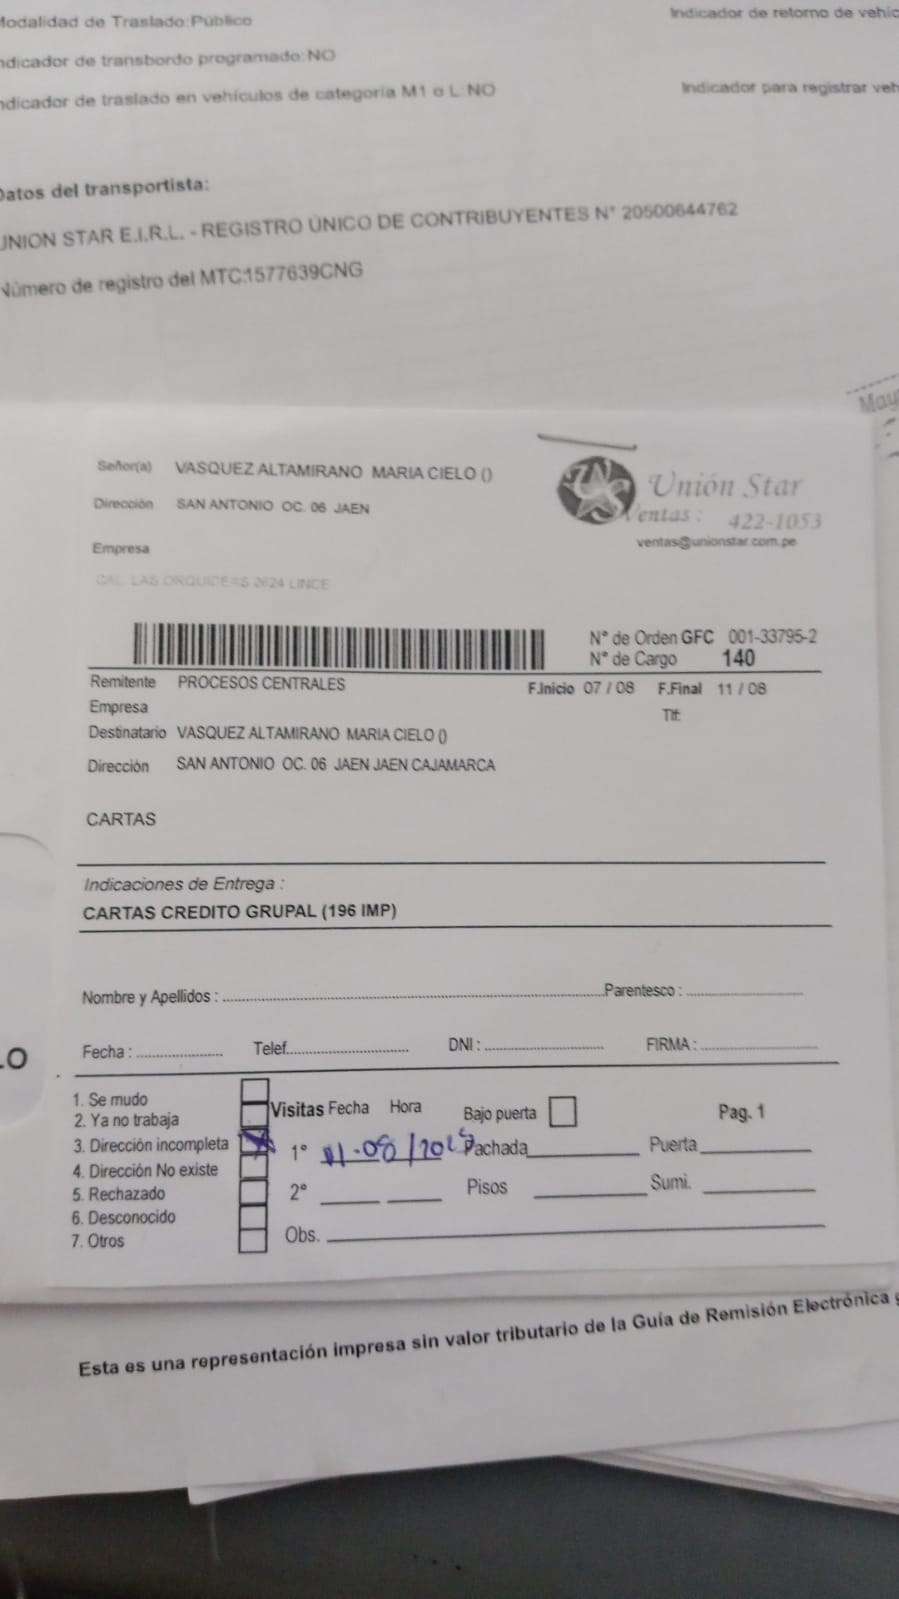 Modalidad de Traslado:Público
Indicador de retorno de vehíc
ndicador de transbordo programado:NO
ndicador de traslado en vehículos de categoría M1 o L:NO
Indicador para registrar veh
Datos del transportista:
UNION STAR E.I.R.L. - REGISTRO ÚNICO DE CONTRIBUYENTES N° 20500644762
Número de registro del MTC:1577639CNG
May
Señor(a) VASQUEZ ALTAMIRANO MARIA CIELO ()
Dirección SAN ANTONIO OC. 06 JAEN
Empresa
CAL. LAS ORQUIDEAS 2624 LINCE
Unión Star
Ventas : 422-1053
ventas@unionstar.com.pe
N° de Orden GFC 001-33795-2
N° de Cargo 140
Remitente PROCESOS CENTRALES
F.Inicio 07 / 08 F.Final 11 / 08
Empresa
Tlf:
Destinatario VASQUEZ ALTAMIRANO MARIA CIELO ()
Dirección SAN ANTONIO OC. 06 JAEN JAEN CAJAMARCA
CARTAS
Indicaciones de Entrega :
CARTAS CREDITO GRUPAL (196 IMP)
Nombre y Apellidos : Parentesco :
LO
Fecha : Telef. DNI : FIRMA :
1. Se mudo
2. Ya no trabaja
3. Dirección incompleta
4. Dirección No existe
5. Rechazado
6. Desconocido
7. Otros
Visitas Fecha Hora Bajo puerta Pag. 1
1° 11-08/2025 Fachada Puerta
2° Pisos Sumi.
Obs.
Esta es una representación impresa sin valor tributario de la Guía de Remisión Electrónica